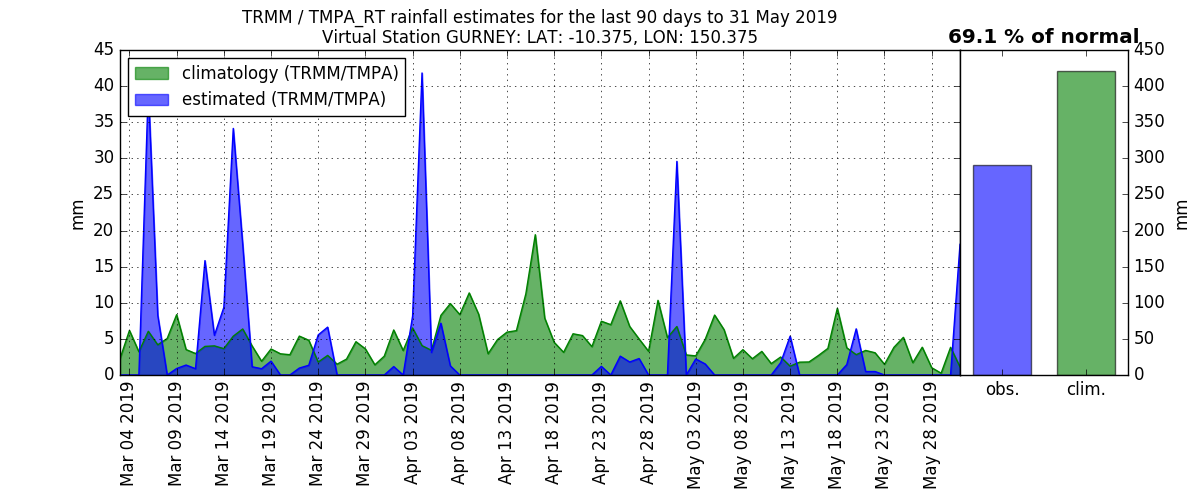 TRMM / TMPA_RT rainfall estimates for the last 90 days to 31 May 2019
Virtual Station GURNEY: LAT: -10.375, LON: 150.375
69.1 % of normal
climatology (TRMM/TMPA)
estimated (TRMM/TMPA)
mm
45
40
35
30
25
20
15
10
5
0
Mar 04 2019
Mar 09 2019
Mar 14 2019
Mar 19 2019
Mar 24 2019
Mar 29 2019
Apr 03 2019
Apr 08 2019
Apr 13 2019
Apr 18 2019
Apr 23 2019
Apr 28 2019
May 03 2019
May 08 2019
May 13 2019
May 18 2019
May 23 2019
May 28 2019
obs.
clim.
450
400
350
300
250
200
150
100
50
0
mm